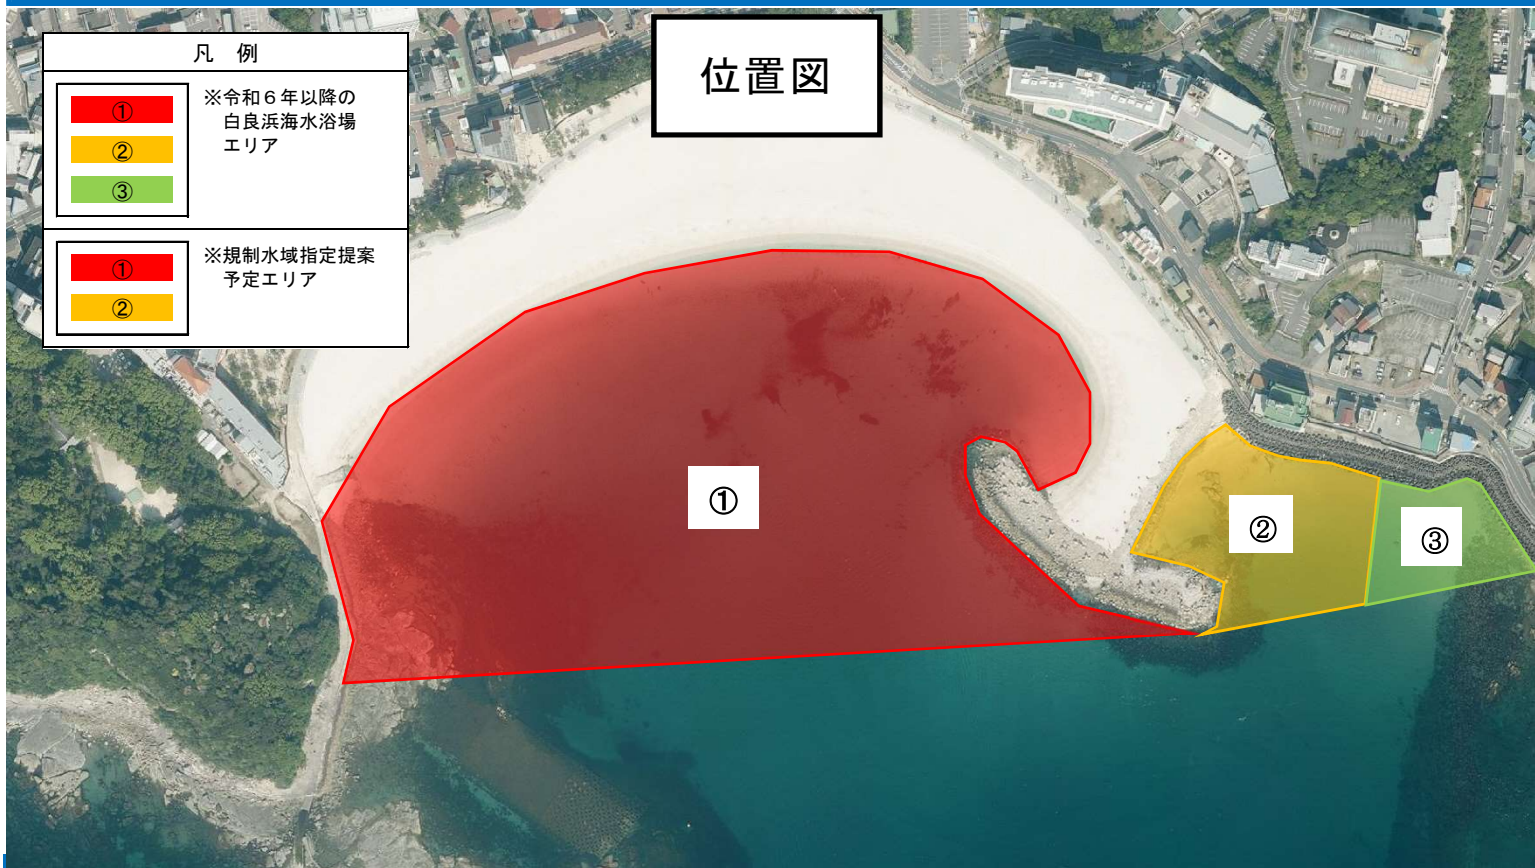 位置図
凡 例
①
②
③
※令和６年以降の
白良浜海水浴場
エリア
①
②
※規制水域指定提案
予定エリア
①
②
③